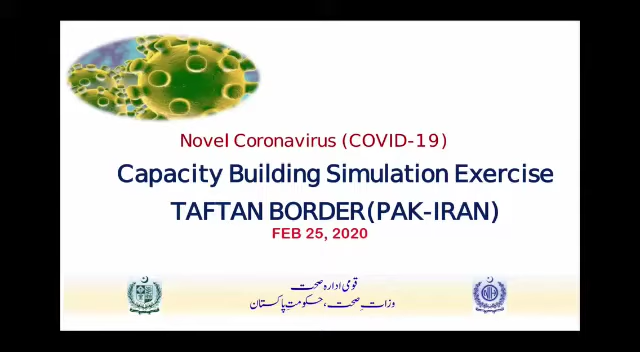 Novel Coronavirus (COVID-19)
Capacity Building Simulation Exercise
TAFTAN BORDER(PAK-IRAN)
FEB 25, 2020
قومی ادارہ صحت
وزارتِ صحت، حکومتِ پاکستان
NIH